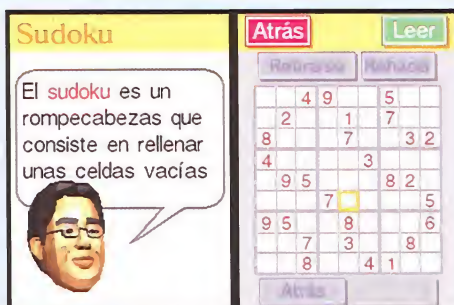 Sudoku
El sudoku es un
rompecabezas que
consiste en rellenar
unas celdas vacías
Atrás Leer
4 9 5
2 1 7
8 7 3 2
4 3
9 5 8 2
7 5
9 5 8 6
7 3 8
8 4 1
Atrás